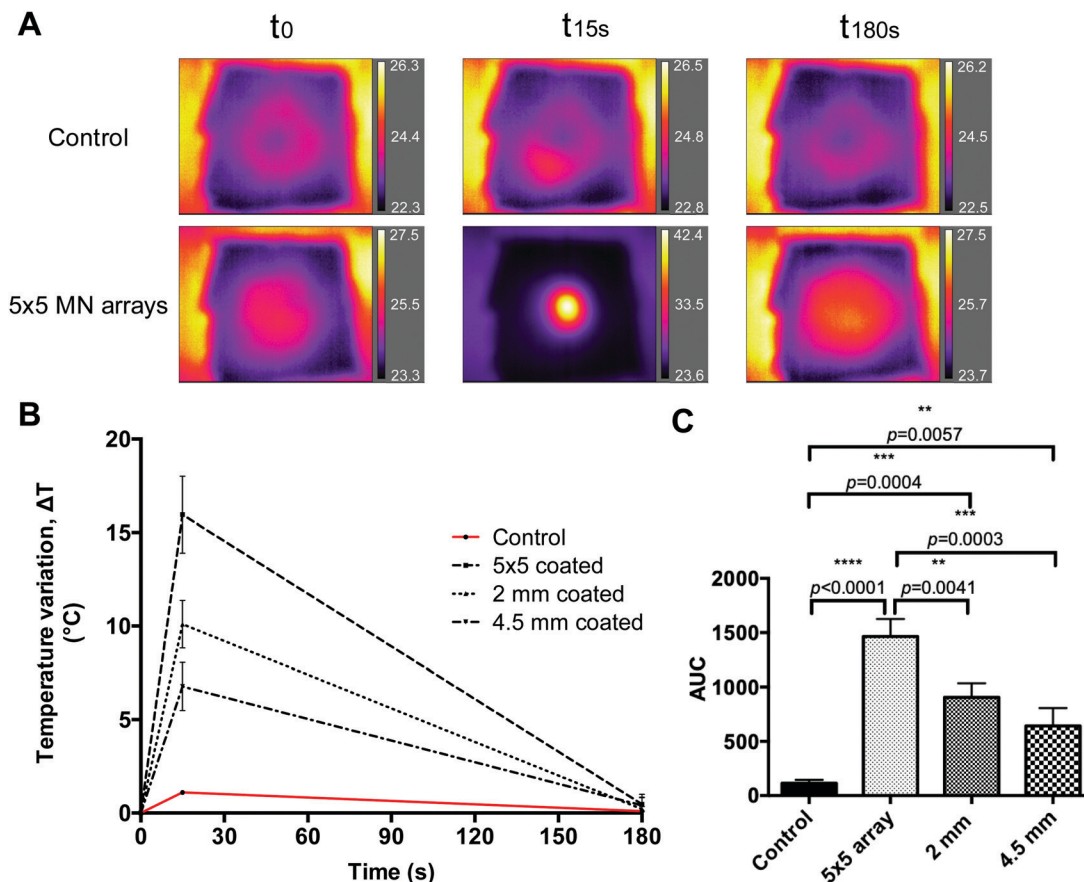 A
t0
t15s
t180s
Control
26.3
24.4
22.3
26.5
24.8
22.8
26.2
24.4
22.5
5x5 MN arrays
27.5
25.5
23.3
42.4
33.5
23.6
27.5
25.7
23.7
B
Temperature variation, ΔT
(°C)
20
15
10
5
0
0
30
60
90
120
150
180
Time (s)
Control
5x5 coated
2 mm coated
4.5 mm coated
C
**
p=0.0057
***
p=0.0004
***
p=0.0003
****
**
p<0.0001
p=0.0041
AUC
2000
1500
1000
500
0
Control
5x5 array
2 mm
4.5 mm